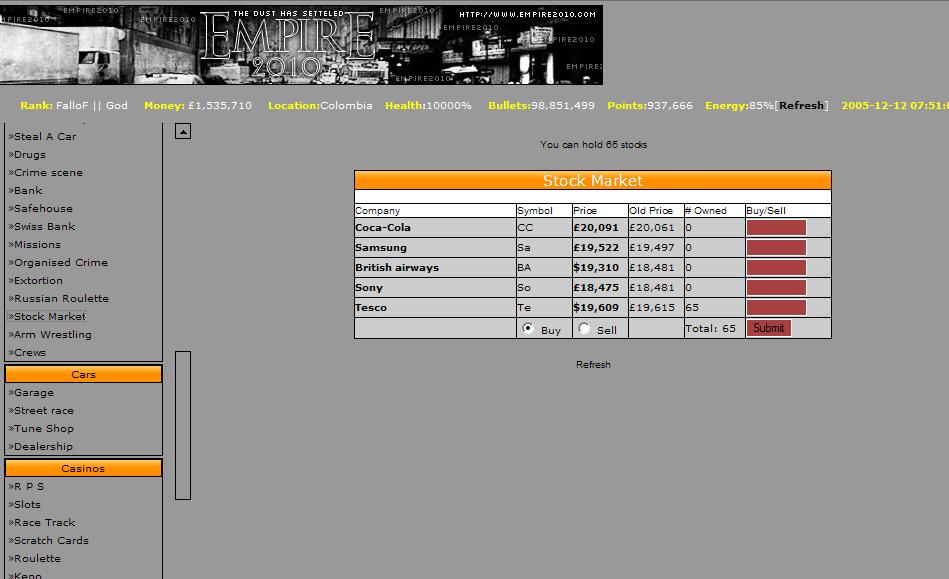 THE DUST HAS SETTELED
HTTP://WWW.EMPIRE2010.COM
EMPIRE
2010
EMPIRE2010
EMPIRE2010
EMPIRE2010
EMPIRE2010
EMPIRE2010
Rank: FalloF || God Money: £1,535,710 Location:Colombia Health:10000% Bullets:98,851,499 Points:937,666 Energy:85%[Refresh] 2005-12-12 07:51:
»Steal A Car
»Drugs
»Crime scene
»Bank
»Safehouse
»Swiss Bank
»Missions
»Organised Crime
»Extortion
»Russian Roulette
»Stock Market
»Arm Wrestling
»Crews
Cars
»Garage
»Street race
»Tune Shop
»Dealership
Casinos
»R P S
»Slots
»Race Track
»Scratch Cards
»Roulette
»Keno
You can hold 65 stocks
Stock Market
Company Symbol Price Old Price # Owned Buy/Sell
Coca-Cola CC £20,091 £20,061 0
Samsung Sa £19,522 £19,497 0
British airways BA $19,310 £18,481 0
Sony So £18,475 £18,481 0
Tesco Te $19,609 £19,615 65
Buy Sell Total: 65 Submit
Refresh